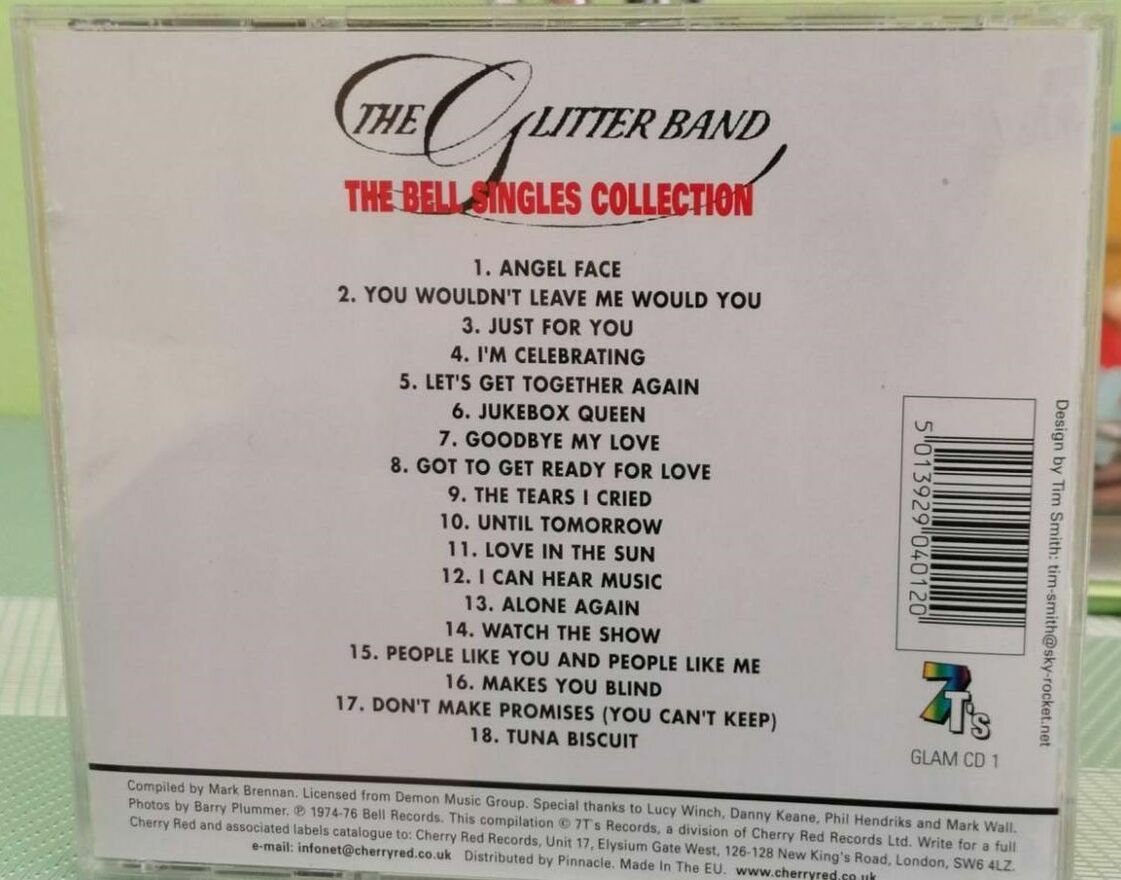 THE GLITTER BAND
THE BELL SINGLES COLLECTION
1. ANGEL FACE
2. YOU WOULDN'T LEAVE ME WOULD YOU
3. JUST FOR YOU
4. I'M CELEBRATING
5. LET'S GET TOGETHER AGAIN
6. JUKEBOX QUEEN
7. GOODBYE MY LOVE
8. GOT TO GET READY FOR LOVE
9. THE TEARS I CRIED
10. UNTIL TOMORROW
11. LOVE IN THE SUN
12. I CAN HEAR MUSIC
13. ALONE AGAIN
14. WATCH THE SHOW
15. PEOPLE LIKE YOU AND PEOPLE LIKE ME
16. MAKES YOU BLIND
17. DON'T MAKE PROMISES (YOU CAN'T KEEP)
18. TUNA BISCUIT
5 013929 040120
Design by Tim Smith: tim-smith@sky-rocket.net
7T's
GLAM CD 1
Compiled by Mark Brennan. Licensed from Demon Music Group. Special thanks to Lucy Winch, Danny Keane, Phil Hendriks and Mark Wall.
Photos by Barry Plummer. ℗ 1974-76 Bell Records. This compilation © 7T's Records, a division of Cherry Red Records Ltd. Write for a full
Cherry Red and associated labels catalogue to: Cherry Red Records, Unit 17, Elysium Gate West, 126-128 New King's Road, London, SW6 4LZ.
e-mail: infonet@cherryred.co.uk Distributed by Pinnacle. Made In The EU. www.cherryred.co.uk